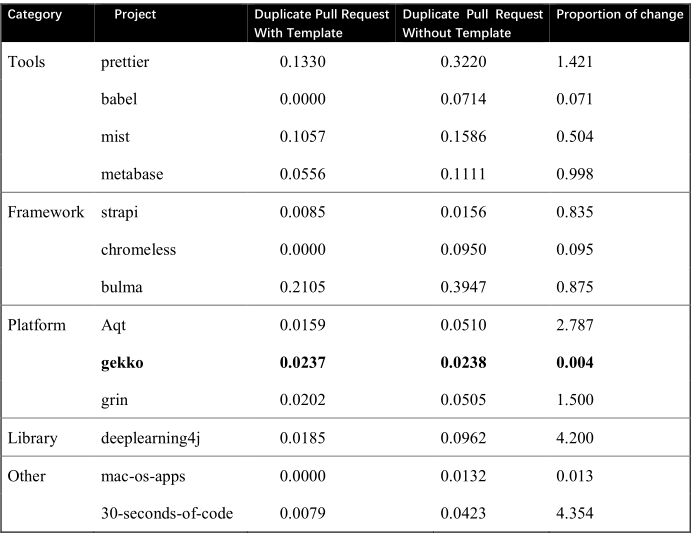 Category Project Duplicate Pull Request Duplicate Pull Request Proportion of change
With Template Without Template
Tools prettier 0.1330 0.3220 1.421
babel 0.0000 0.0714 0.071
mist 0.1057 0.1586 0.504
metabase 0.0556 0.1111 0.998
Framework strapi 0.0085 0.0156 0.835
chromeless 0.0000 0.0950 0.095
bulma 0.2105 0.3947 0.875
Platform Aqt 0.0159 0.0510 2.787
gekko 0.0237 0.0238 0.004
grin 0.0202 0.0505 1.500
Library deeplearning4j 0.0185 0.0962 4.200
Other mac-os-apps 0.0000 0.0132 0.013
30-seconds-of-code 0.0079 0.0423 4.354